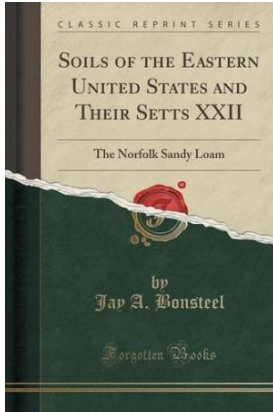 CLASSIC REPRINT SERIES
SOILS OF THE EASTERN
UNITED STATES AND
THEIR SETTS XXII
The Norfolk Sandy Loam
F
by
Jay A. Bonsteel
Forgotten Books